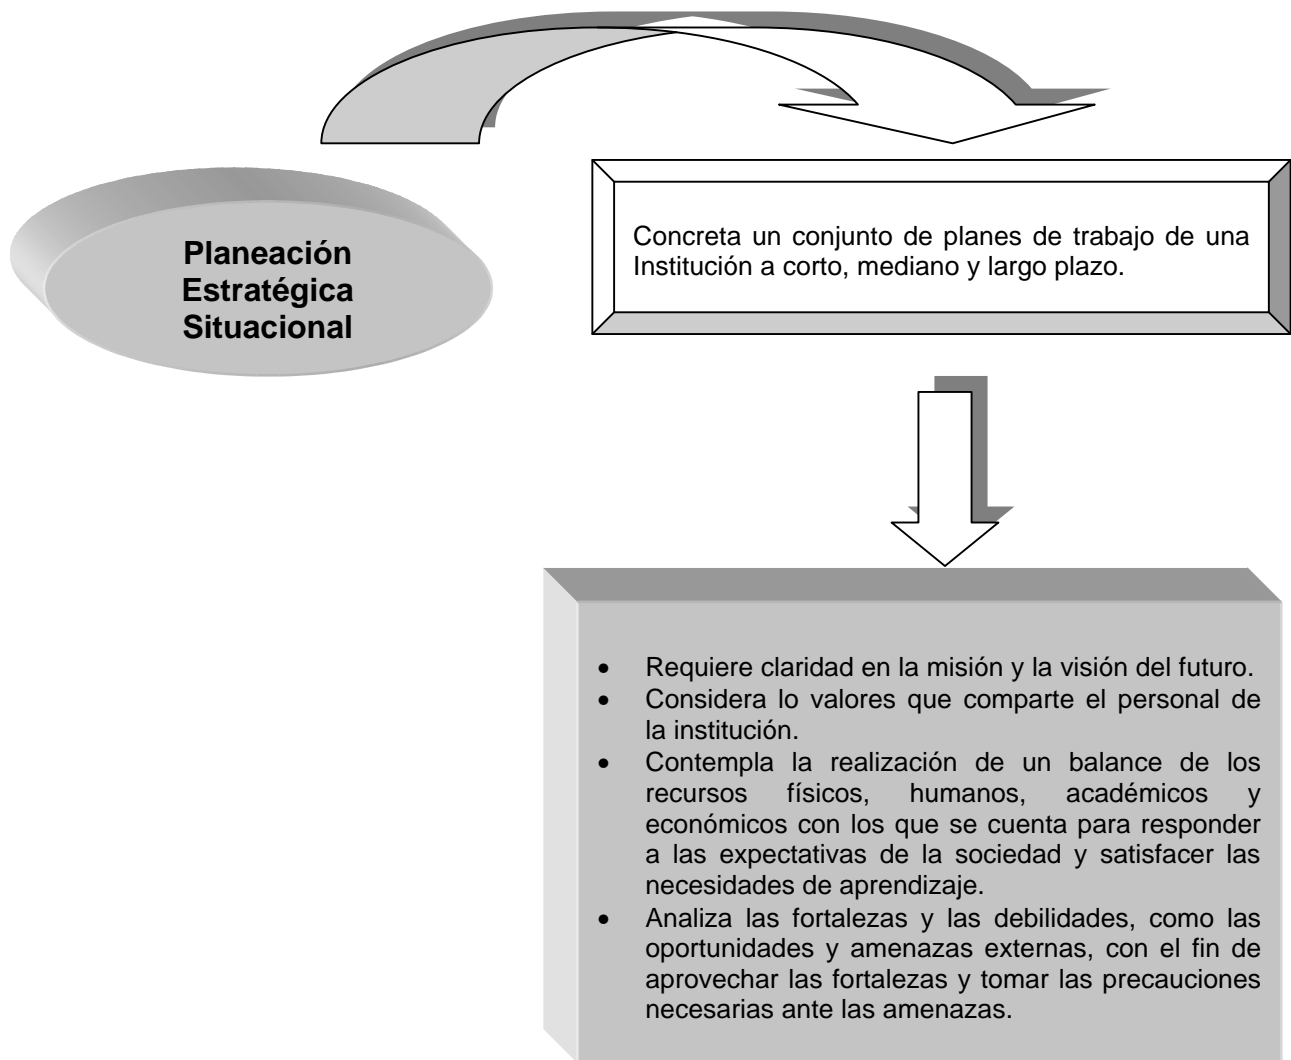 Planeación
Estratégica
Situacional
Concreta un conjunto de planes de trabajo de una
Institución a corto, mediano y largo plazo.
• Requiere claridad en la misión y la visión del futuro.
• Considera lo valores que comparte el personal de
la institución.
• Contempla la realización de un balance de los
recursos físicos, humanos, académicos y
económicos con los que se cuenta para responder
a las expectativas de la sociedad y satisfacer las
necesidades de aprendizaje.
• Analiza las fortalezas y las debilidades, como las
oportunidades y amenazas externas, con el fin de
aprovechar las fortalezas y tomar las precauciones
necesarias ante las amenazas.